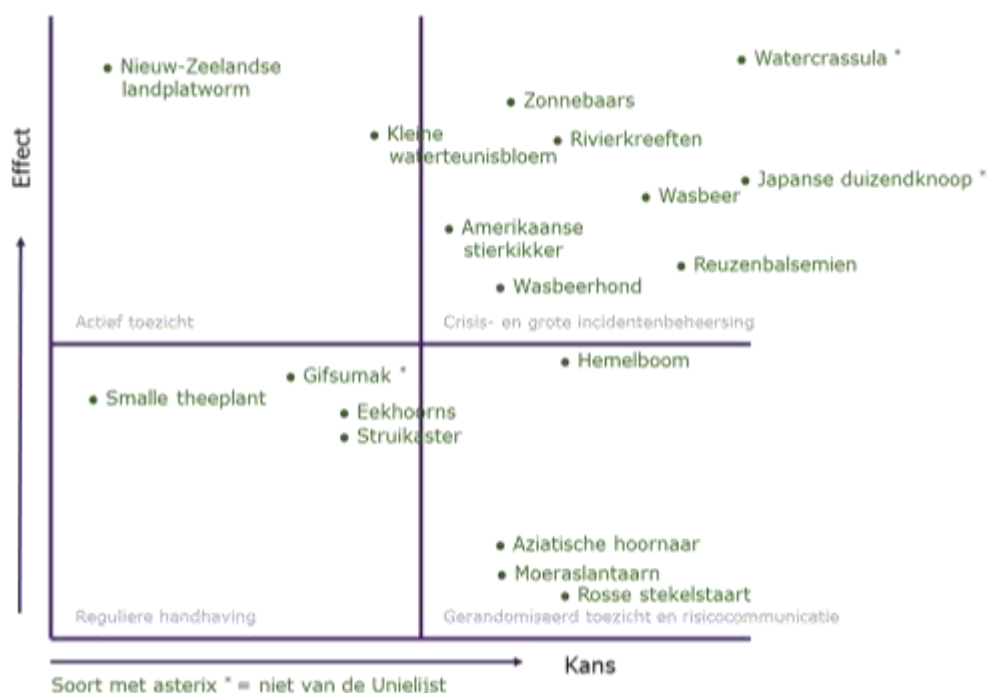 Watercrassula *
Nieuw-Zeelandse
landplatworm
Zonnebaars
Kleine
waterteunisbloem
Rivierkreeften
Effect
Japanse duizendknoop *
Wasbeer
Amerikaanse
stierkikker
Reuzenbalsemien
Wasbeerhond
Actief toezicht
Crisis- en grote incidentenbeheersing
Hemelboom
Gifsumak *
Smalle theeplant
Eekhoorns
Struikaster
Aziatische hoornaar
Moeraslantaarn
Rosse stekelstaart
Reguliere handhaving
Gerandomiseerd toezicht en risicocommunicatie
Kans
Soort met asterix * = niet van de Unielijst